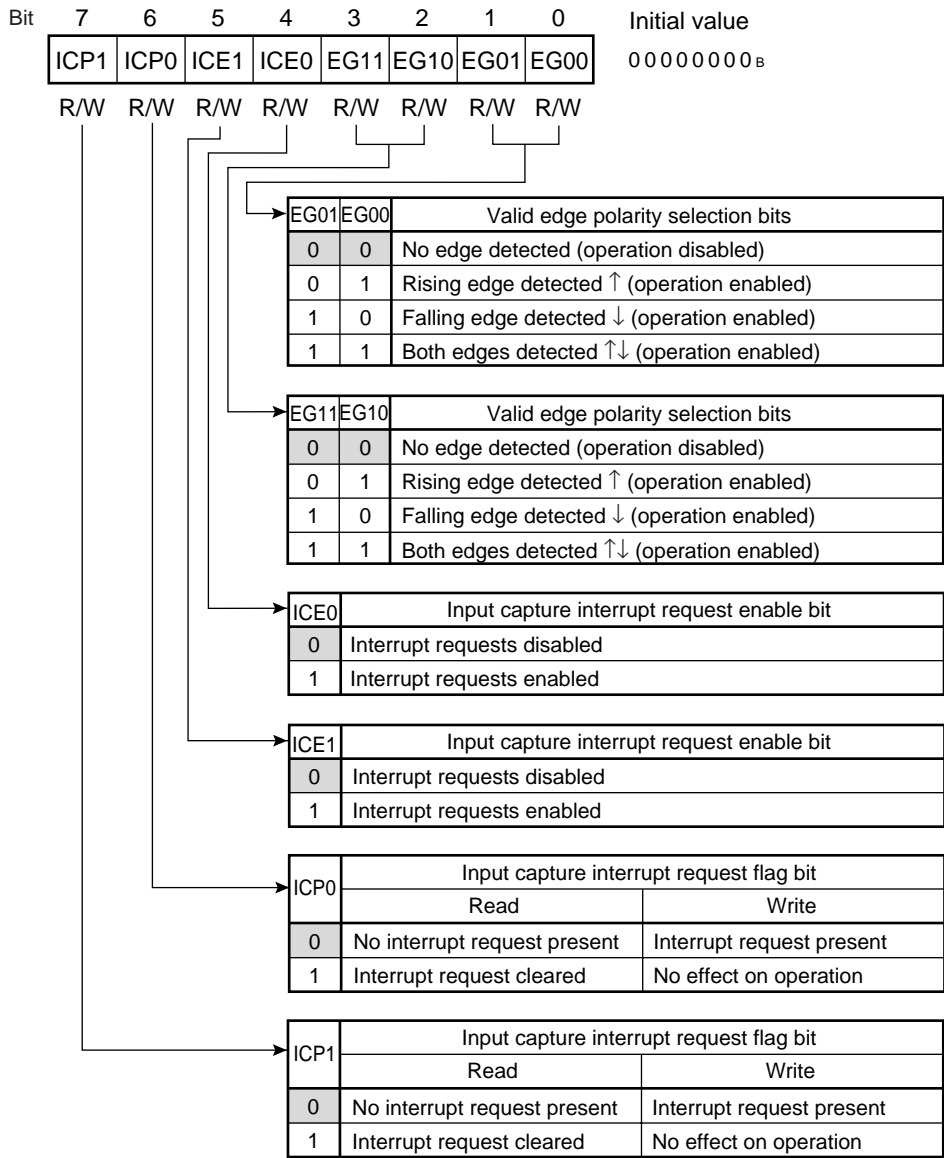 Bit 7 6 5 4 3 2 1 0 Initial value
ICP1 ICP0 ICE1 ICE0 EG11 EG10 EG01 EG00 00000000B
R/W R/W R/W R/W R/W R/W R/W R/W
EG01 EG00 Valid edge polarity selection bits
0 0 No edge detected (operation disabled)
0 1 Rising edge detected ↑ (operation enabled)
1 0 Falling edge detected ↓ (operation enabled)
1 1 Both edges detected ↑↓ (operation enabled)
EG11 EG10 Valid edge polarity selection bits
0 0 No edge detected (operation disabled)
0 1 Rising edge detected ↑ (operation enabled)
1 0 Falling edge detected ↓ (operation enabled)
1 1 Both edges detected ↑↓ (operation enabled)
ICE0 Input capture interrupt request enable bit
0 Interrupt requests disabled
1 Interrupt requests enabled
ICE1 Input capture interrupt request enable bit
0 Interrupt requests disabled
1 Interrupt requests enabled
ICP0 Input capture interrupt request flag bit
Read Write
0 No interrupt request present Interrupt request present
1 Interrupt request cleared No effect on operation
ICP1 Input capture interrupt request flag bit
Read Write
0 No interrupt request present Interrupt request present
1 Interrupt request cleared No effect on operation